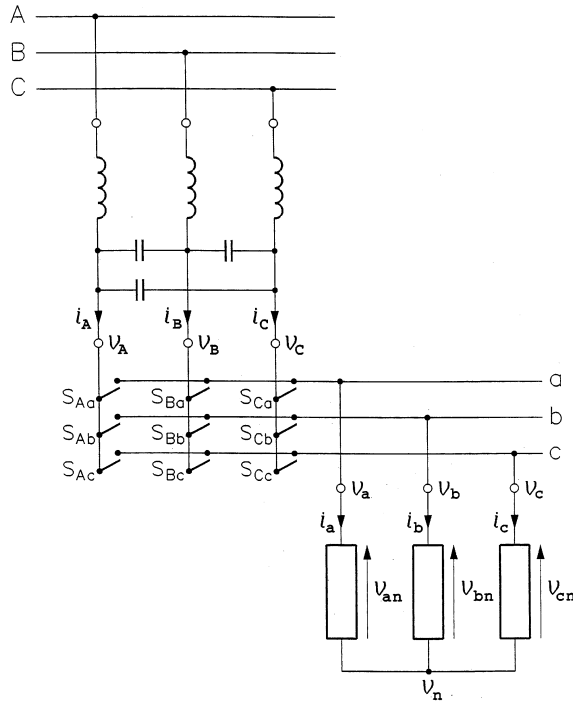 A
B
C
i_A i_B i_C
v_A v_B v_C
S_Aa S_Ba S_Ca a
S_Ab S_Bb S_Cb b
S_Ac S_Bc S_Cc c
v_a v_b v_c
i_a i_b i_c
v_an v_bn v_cn
v_n